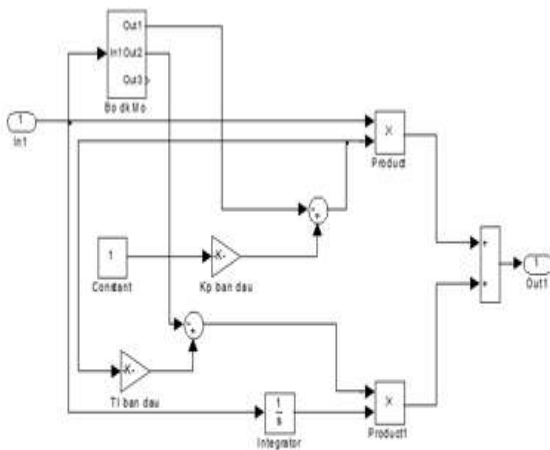 Out1
In1 Out2
Out3
Bo dk Mo
1
In1
X
Product
1
Constant
-K-
Kp ban dau
+
+
1
Out1
-K-
TI ban dau
1
s
Integrator
X
Product1